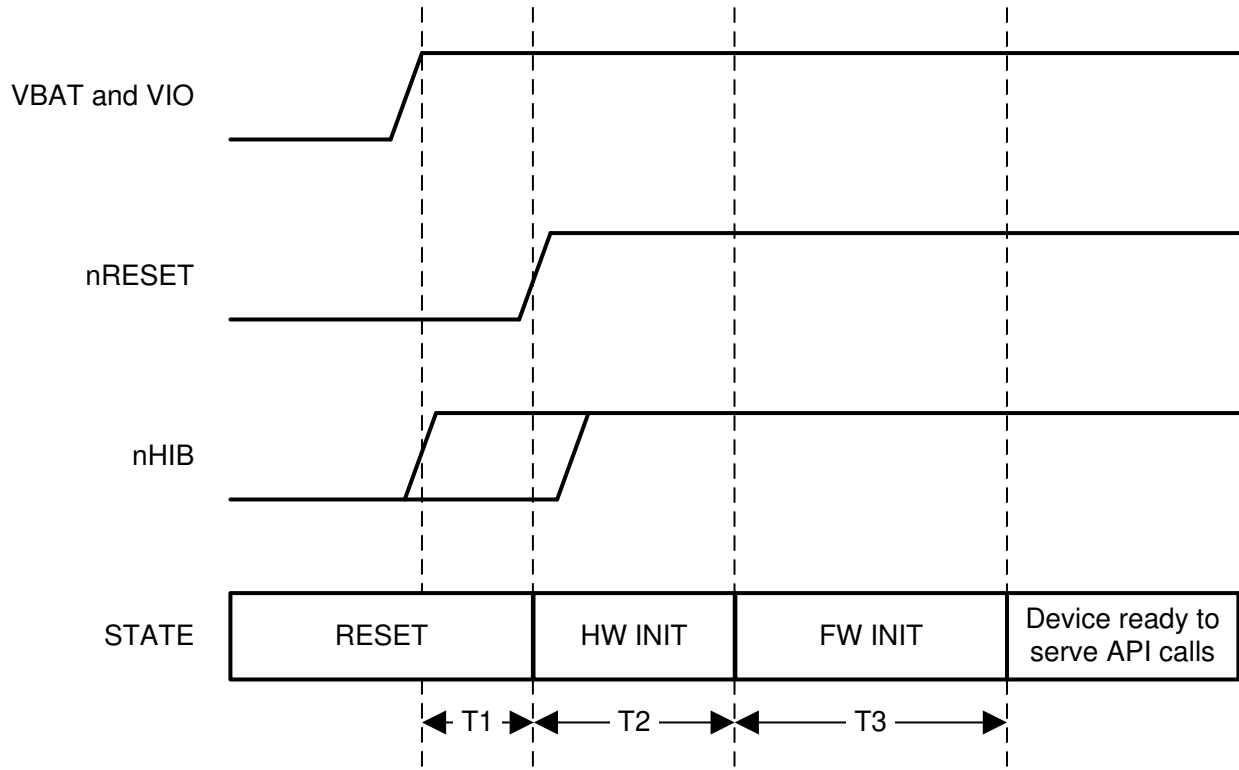 VBAT and VIO
nRESET
nHIB
STATE
RESET
HW INIT
FW INIT
Device ready to
serve API calls
T1
T2
T3